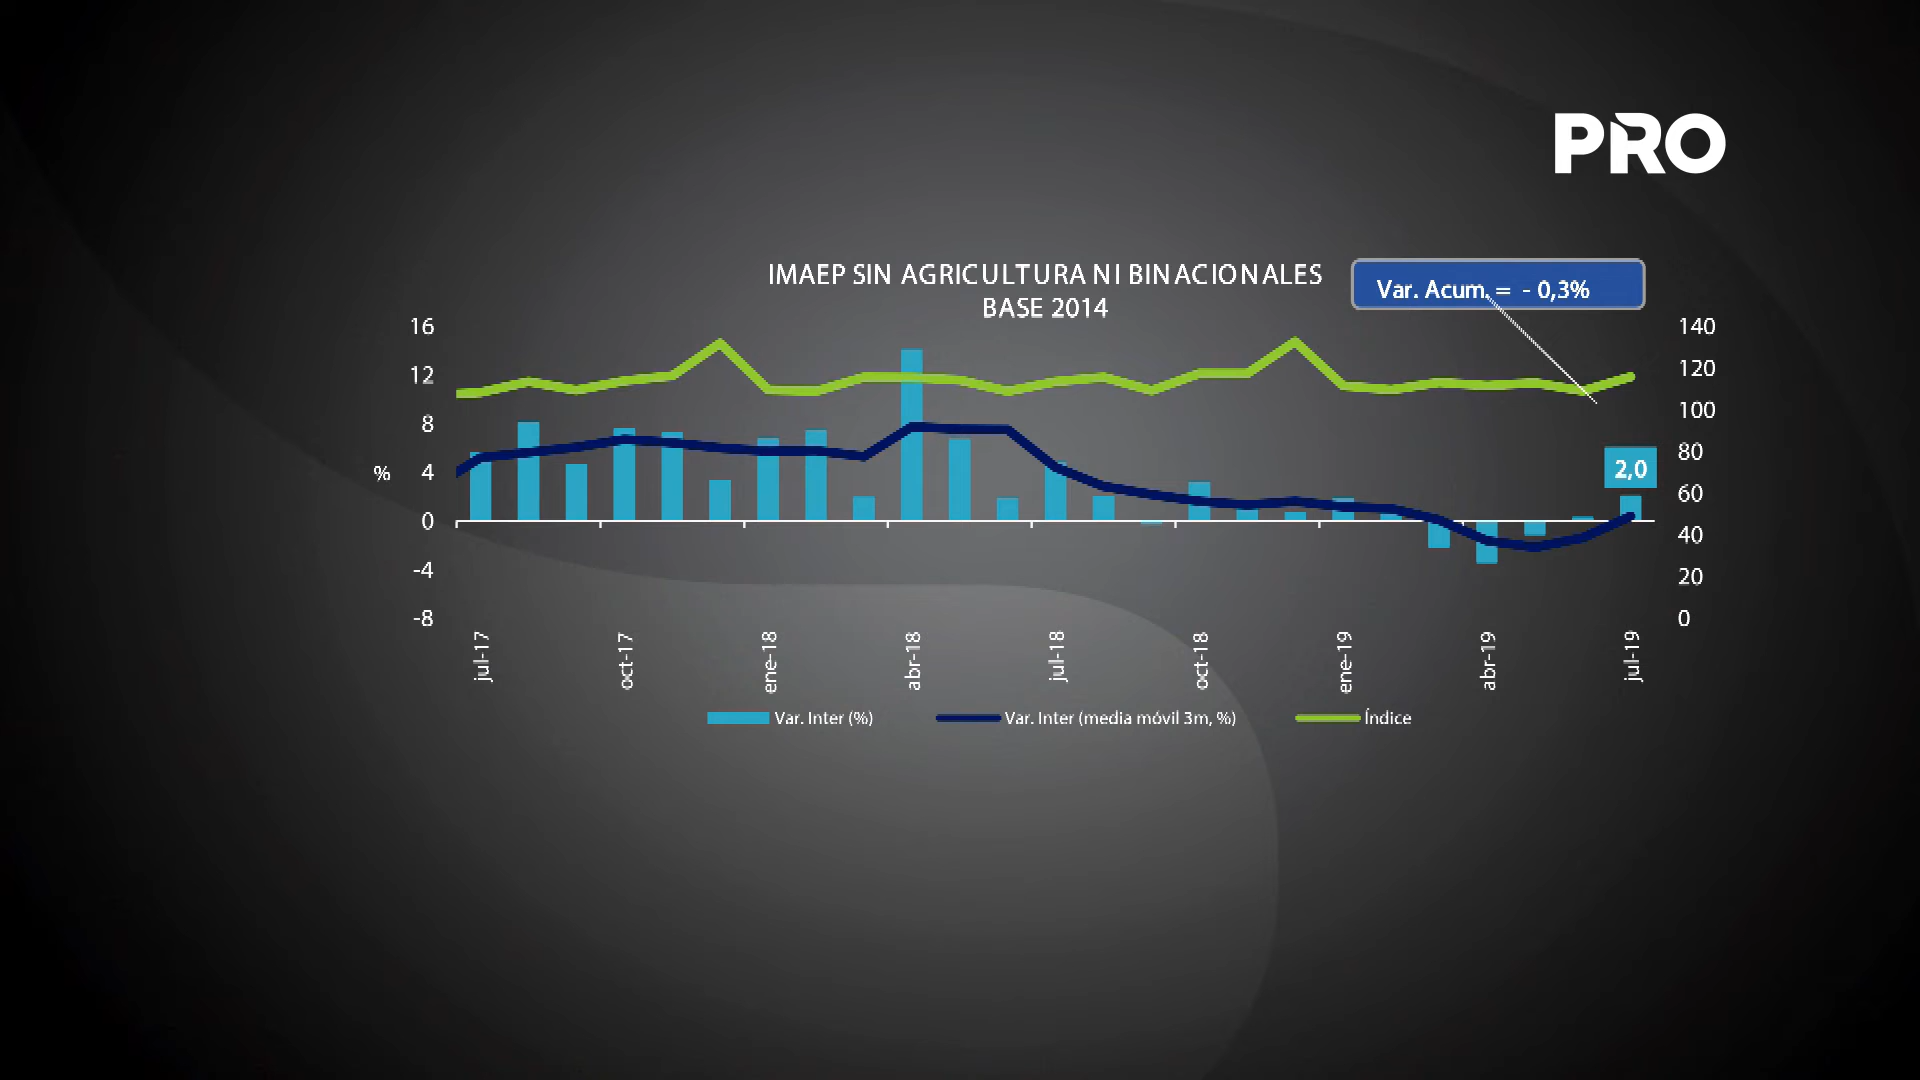 PRO
IMAEP SIN AGRICULTURA NI BINACIONALES
BASE 2014
Var. Acum. = - 0,3%
16
12
8
4
0
-4
-8
%
140
120
100
80
60
40
20
0
2,0
jul-17
oct-17
ene-18
abr-18
jul-18
oct-18
ene-19
abr-19
jul-19
Var. Inter (%)
Var. Inter (media móvil 3m, %)
Índice